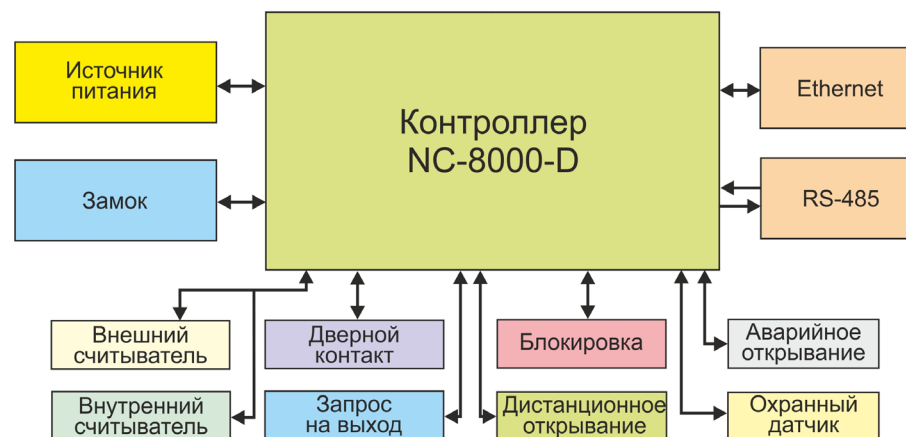 Источник
питания
Контроллер
NC-8000-D
Ethernet
Замок
RS-485
Внешний
считыватель
Дверной
контакт
Блокировка
Аварийное
открывание
Внутренний
считыватель
Запрос
на выход
Дистанционное
открывание
Охранный
датчик